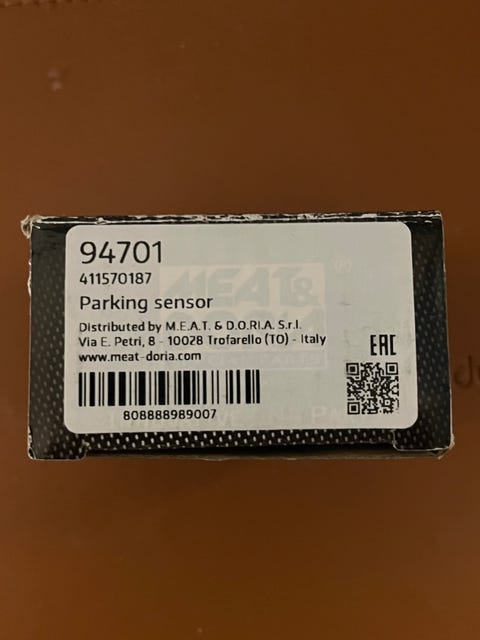 94701
411570187
Parking sensor
Distributed by M.E.A.T. & D.O.R.I.A. S.r.l.
Via E. Petri, 8 - 10028 Trofarello (TO) - Italy
www.meat-doria.com
EAC
808888989007
MEAT&